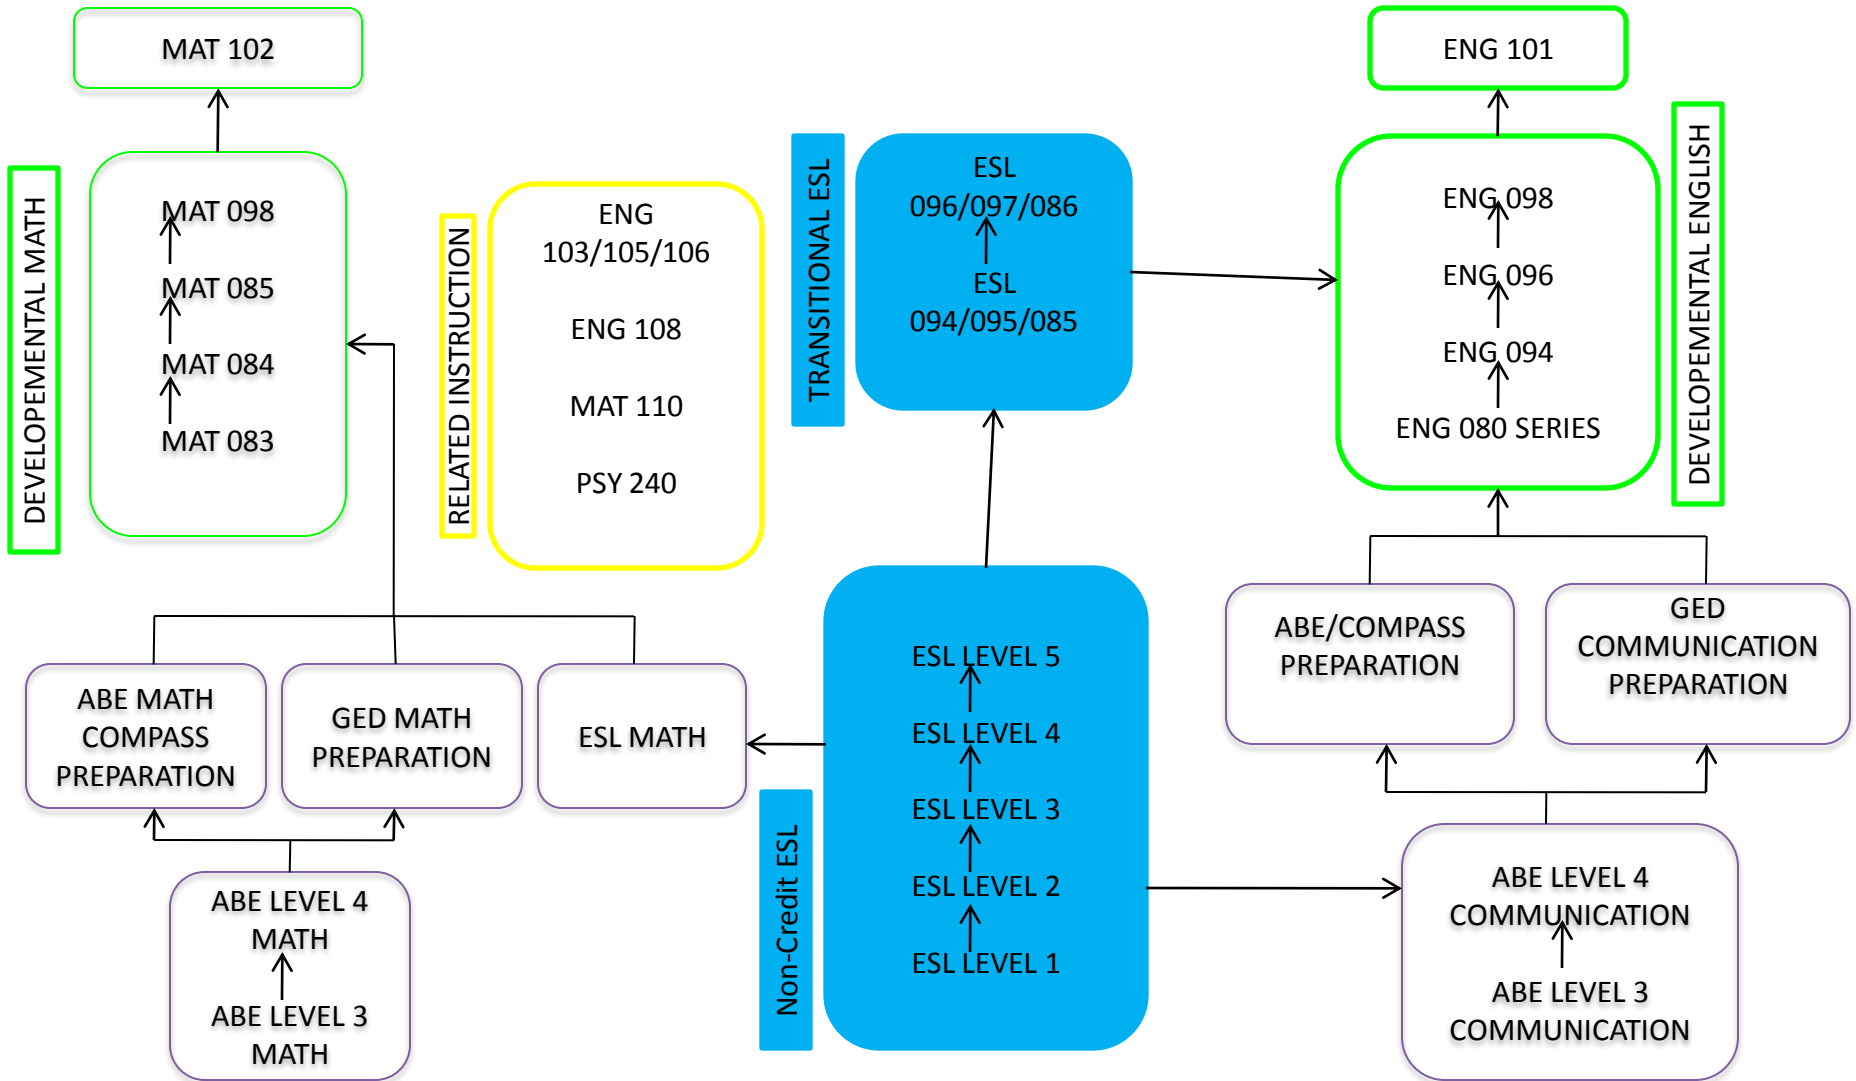 MAT 102
DEVELOPEMENTAL MATH
MAT 098
MAT 085
MAT 084
MAT 083
RELATED INSTRUCTION
ENG
103/105/106
ENG 108
MAT 110
PSY 240
TRANSITIONAL ESL
ESL
096/097/086
ESL
094/095/085
ENG 101
ENG 098
ENG 096
ENG 094
ENG 080 SERIES
DEVELOPEMENTAL ENGLISH
ABE MATH
COMPASS
PREPARATION
GED MATH
PREPARATION
ESL MATH
ABE LEVEL 4
MATH
ABE LEVEL 3
MATH
Non-Credit ESL
ESL LEVEL 5
ESL LEVEL 4
ESL LEVEL 3
ESL LEVEL 2
ESL LEVEL 1
ABE/COMPASS
PREPARATION
GED
COMMUNICATION
PREPARATION
ABE LEVEL 4
COMMUNICATION
ABE LEVEL 3
COMMUNICATION